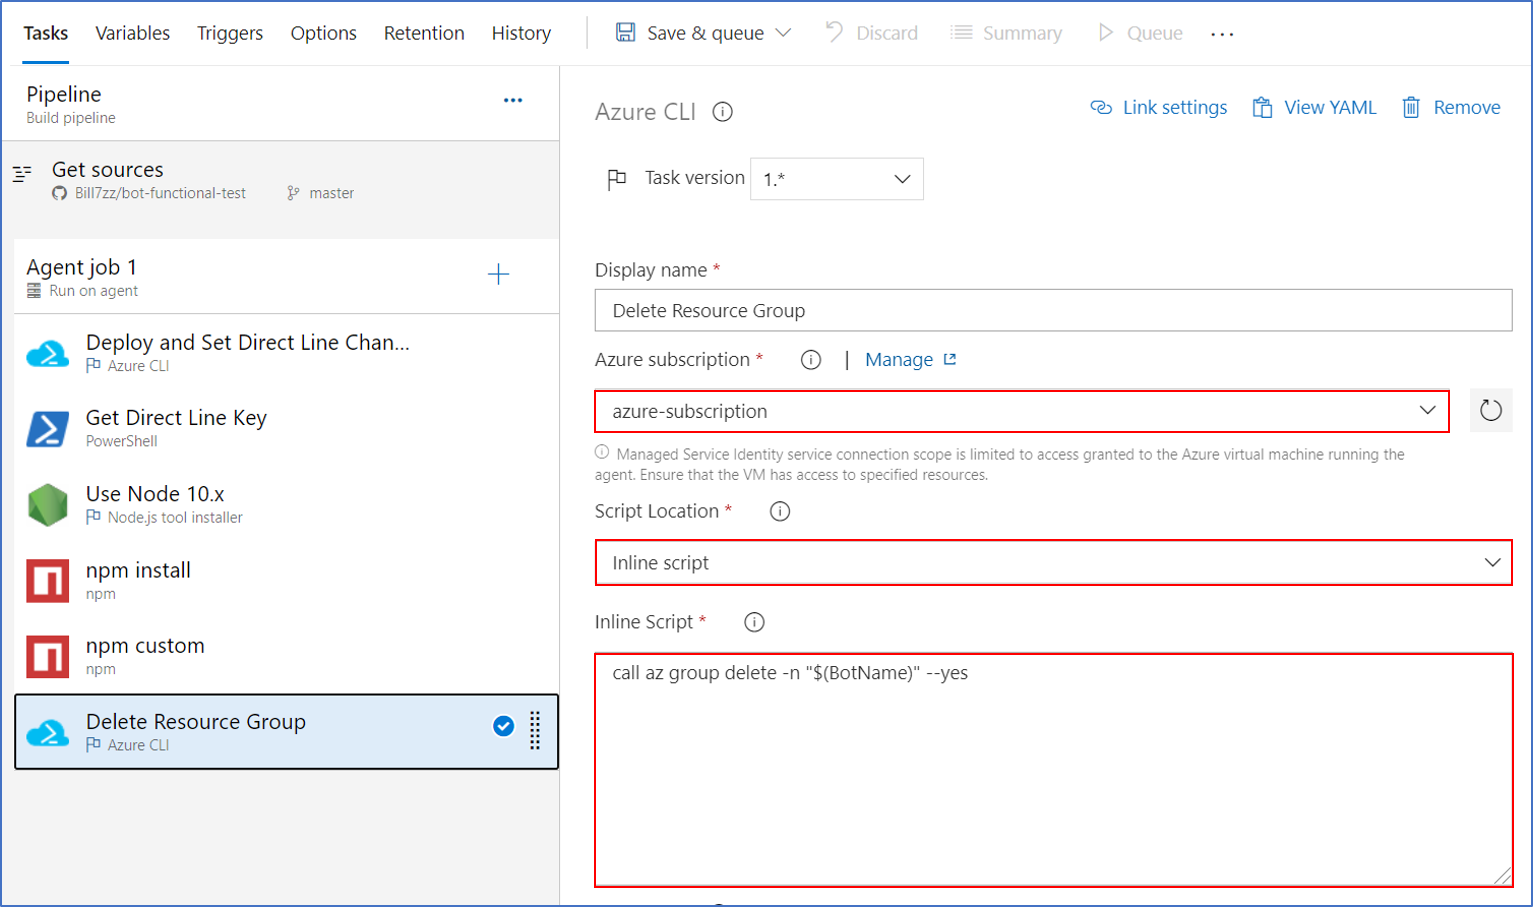 Tasks Variables Triggers Options Retention History Save & queue Discard Summary Queue ...
Pipeline
Build pipeline
Get sources
Bill7zz/bot-functional-test master
Agent job 1
Run on agent
Deploy and Set Direct Line Chan...
Azure CLI
Get Direct Line Key
PowerShell
Use Node 10.x
Node.js tool installer
npm install
npm
npm custom
npm
Delete Resource Group
Azure CLI
Azure CLI
Link settings View YAML Remove
Task version 1.*
Display name *
Delete Resource Group
Azure subscription * | Manage
azure-subscription
Managed Service Identity service connection scope is limited to access granted to the Azure virtual machine running the
agent. Ensure that the VM has access to specified resources.
Script Location *
Inline script
Inline Script *
call az group delete -n "$(BotName)" --yes